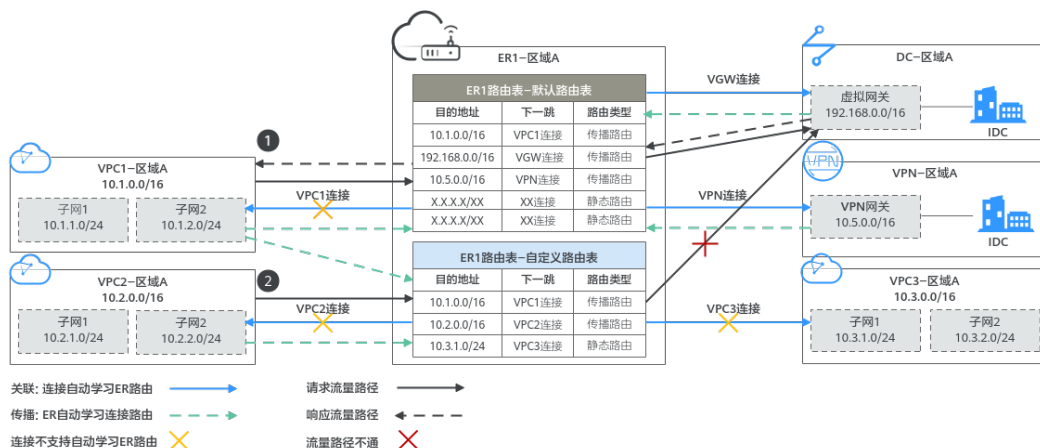 ER1-区域A
ER1路由表-默认路由表
目的地址 下一跳 路由类型
10.1.0.0/16 VPC1连接 传播路由
192.168.0.0/16 VGW连接 传播路由
10.5.0.0/16 VPN连接 传播路由
X.X.X.X/XX XX连接 静态路由
X.X.X.X/XX XX连接 静态路由
ER1路由表-自定义路由表
目的地址 下一跳 路由类型
10.1.0.0/16 VPC1连接 传播路由
10.2.0.0/16 VPC2连接 传播路由
10.3.1.0/24 VPC3连接 静态路由
1
VPC1-区域A
10.1.0.0/16
子网1
10.1.1.0/24
子网2
10.1.2.0/24
VPC1连接
2
VPC2-区域A
10.2.0.0/16
子网1
10.2.1.0/24
子网2
10.2.2.0/24
VPC2连接
VGW连接
DC-区域A
虚拟网关
192.168.0.0/16
IDC
VPN连接
VPN
VPN-区域A
VPN网关
10.5.0.0/16
IDC
VPC3连接
VPC3-区域A
10.3.0.0/16
子网1
10.3.1.0/24
子网2
10.3.2.0/24
关联: 连接自动学习ER路由
传播: ER自动学习连接路由
连接不支持自动学习ER路由
请求流量路径
响应流量路径
流量路径不通